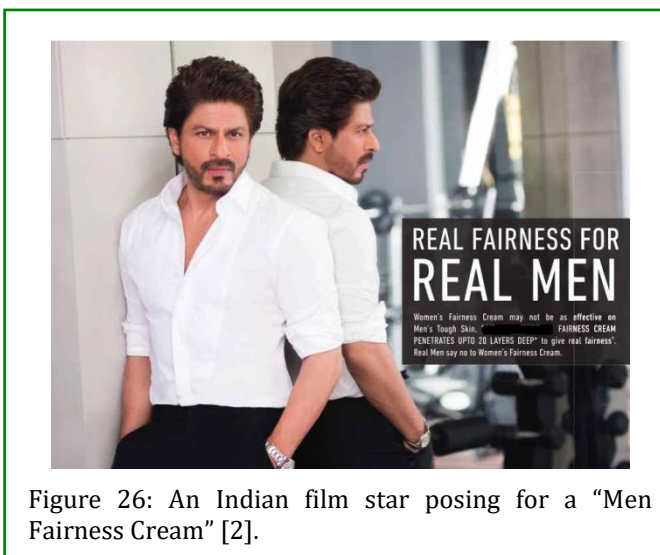 REAL FAIRNESS FOR
REAL MEN
Women's Fairness Cream may not be as effective on
Men's Tough Skin. FAIRNESS CREAM
PENETRATES UPTO 20 LAYERS DEEP* to give real fairness".
Real Men say no to Women's Fairness Cream.
Figure 26: An Indian film star posing for a “Men
Fairness Cream” [2].